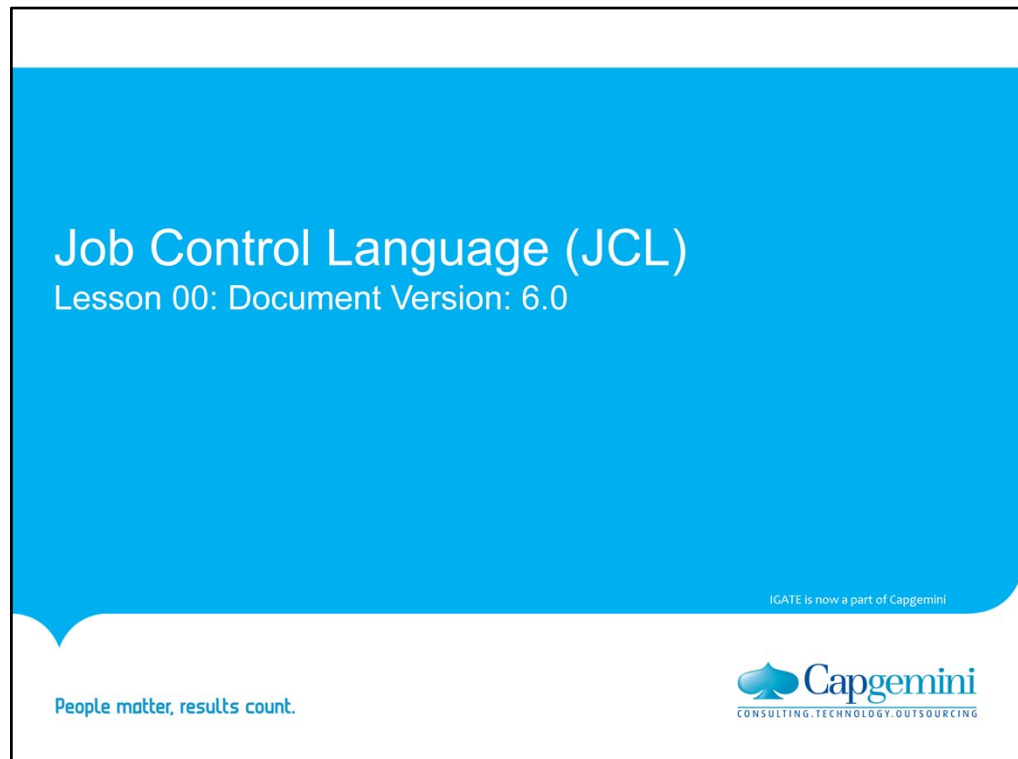 Job Control Language (JCL)
Lesson 00: Document Version: 6.0
IGATE is now a part of Capgemini
People matter, results count.
Capgemini
CONSULTING.TECHNOLOGY.OUTSOURCING